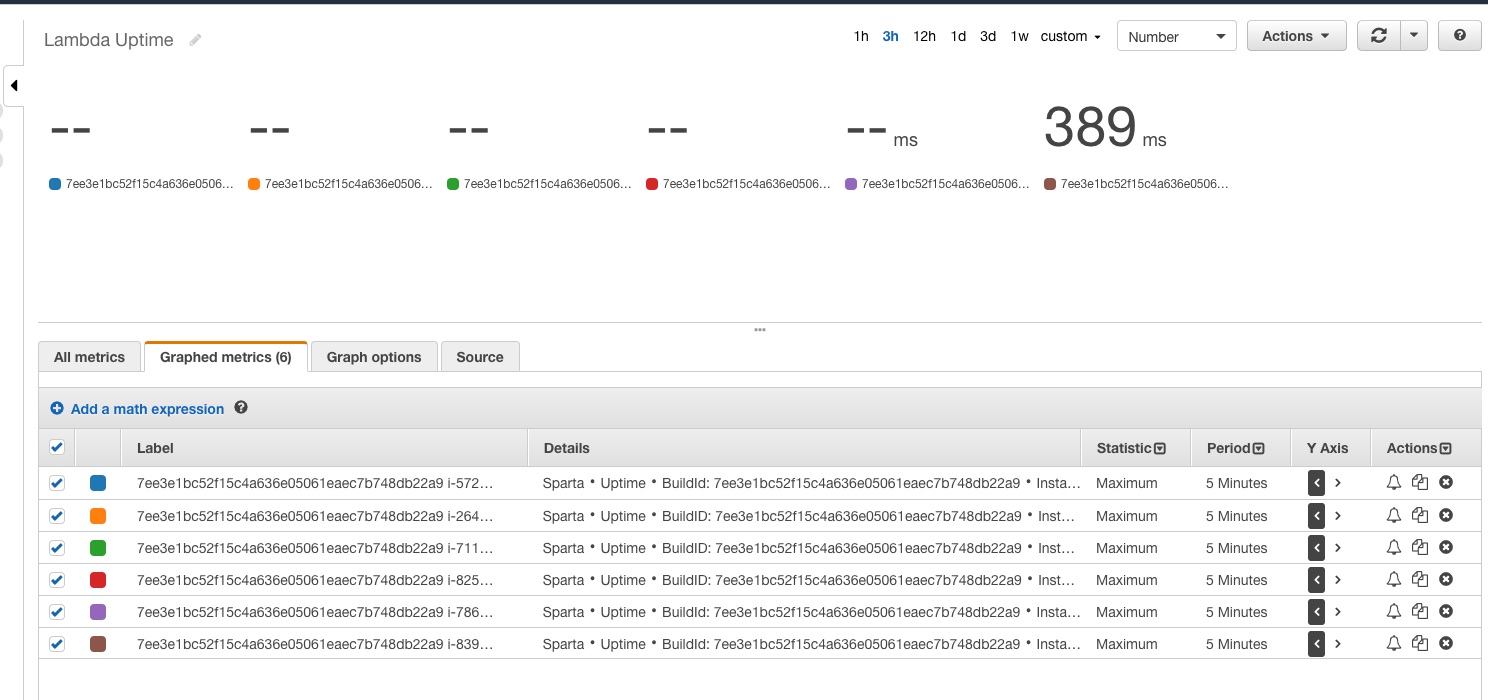 Lambda Uptime
1h 3h 12h 1d 3d 1w custom Number Actions
-- -- -- -- -- ms 389 ms
7ee3e1bc52f15c4a636e0506... 7ee3e1bc52f15c4a636e0506... 7ee3e1bc52f15c4a636e0506... 7ee3e1bc52f15c4a636e0506... 7ee3e1bc52f15c4a636e0506... 7ee3e1bc52f15c4a636e0506...
All metrics Graphed metrics (6) Graph options Source
Add a math expression
Label Details Statistic Period Y Axis Actions
7ee3e1bc52f15c4a636e05061eaec7b748db22a9 i-572... Sparta • Uptime • BuildId: 7ee3e1bc52f15c4a636e05061eaec7b748db22a9 • Insta... Maximum 5 Minutes
7ee3e1bc52f15c4a636e05061eaec7b748db22a9 i-264... Sparta • Uptime • BuildID: 7ee3e1bc52f15c4a636e05061eaec7b748db22a9 • Inst... Maximum 5 Minutes
7ee3e1bc52f15c4a636e05061eaec7b748db22a9 i-711... Sparta • Uptime • BuildID: 7ee3e1bc52f15c4a636e05061eaec7b748db22a9 • Inst... Maximum 5 Minutes
7ee3e1bc52f15c4a636e05061eaec7b748db22a9 i-825... Sparta • Uptime • BuildID: 7ee3e1bc52f15c4a636e05061eaec7b748db22a9 • Inst... Maximum 5 Minutes
7ee3e1bc52f15c4a636e05061eaec7b748db22a9 i-786... Sparta • Uptime • BuildId: 7ee3e1bc52f15c4a636e05061eaec7b748db22a9 • Insta... Maximum 5 Minutes
7ee3e1bc52f15c4a636e05061eaec7b748db22a9 i-839... Sparta • Uptime • BuildId: 7ee3e1bc52f15c4a636e05061eaec7b748db22a9 • Insta... Maximum 5 Minutes